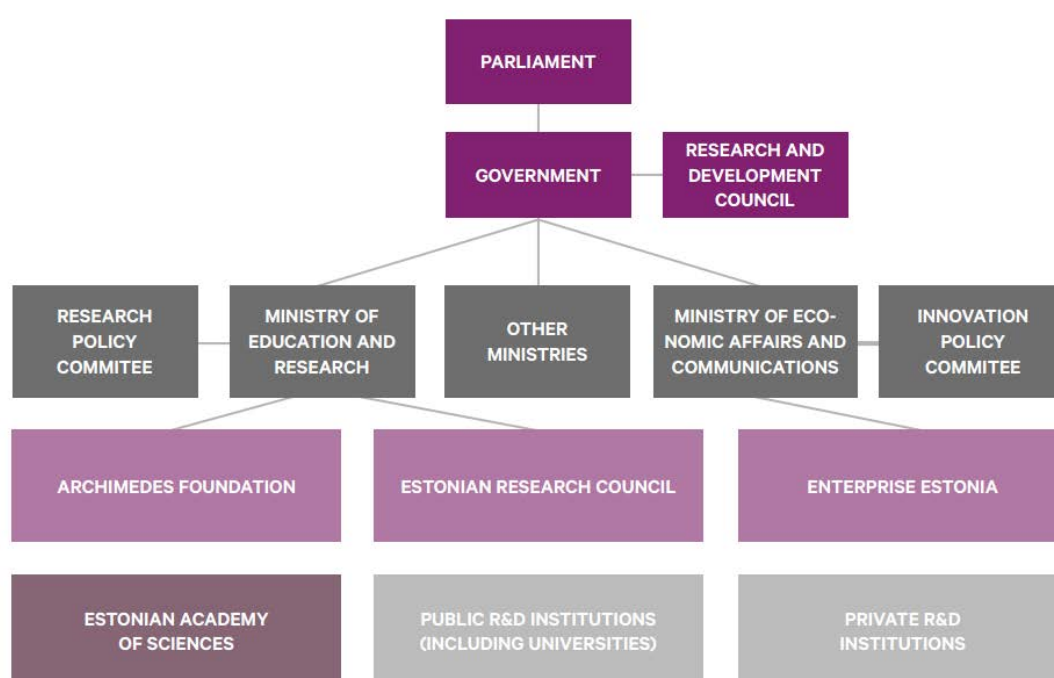 PARLIAMENT
GOVERNMENT
RESEARCH AND
DEVELOPMENT
COUNCIL
RESEARCH
POLICY
COMMITEE
MINISTRY OF
EDUCATION AND
RESEARCH
OTHER
MINISTRIES
MINISTRY OF ECO-
NOMIC AFFAIRS AND
COMMUNICATIONS
INNOVATION
POLICY
COMMITEE
ARCHIMEDES FOUNDATION
ESTONIAN RESEARCH COUNCIL
ENTERPRISE ESTONIA
ESTONIAN ACADEMY
OF SCIENCES
PUBLIC R&D INSTITUTIONS
(INCLUDING UNIVERSITIES)
PRIVATE R&D
INSTITUTIONS